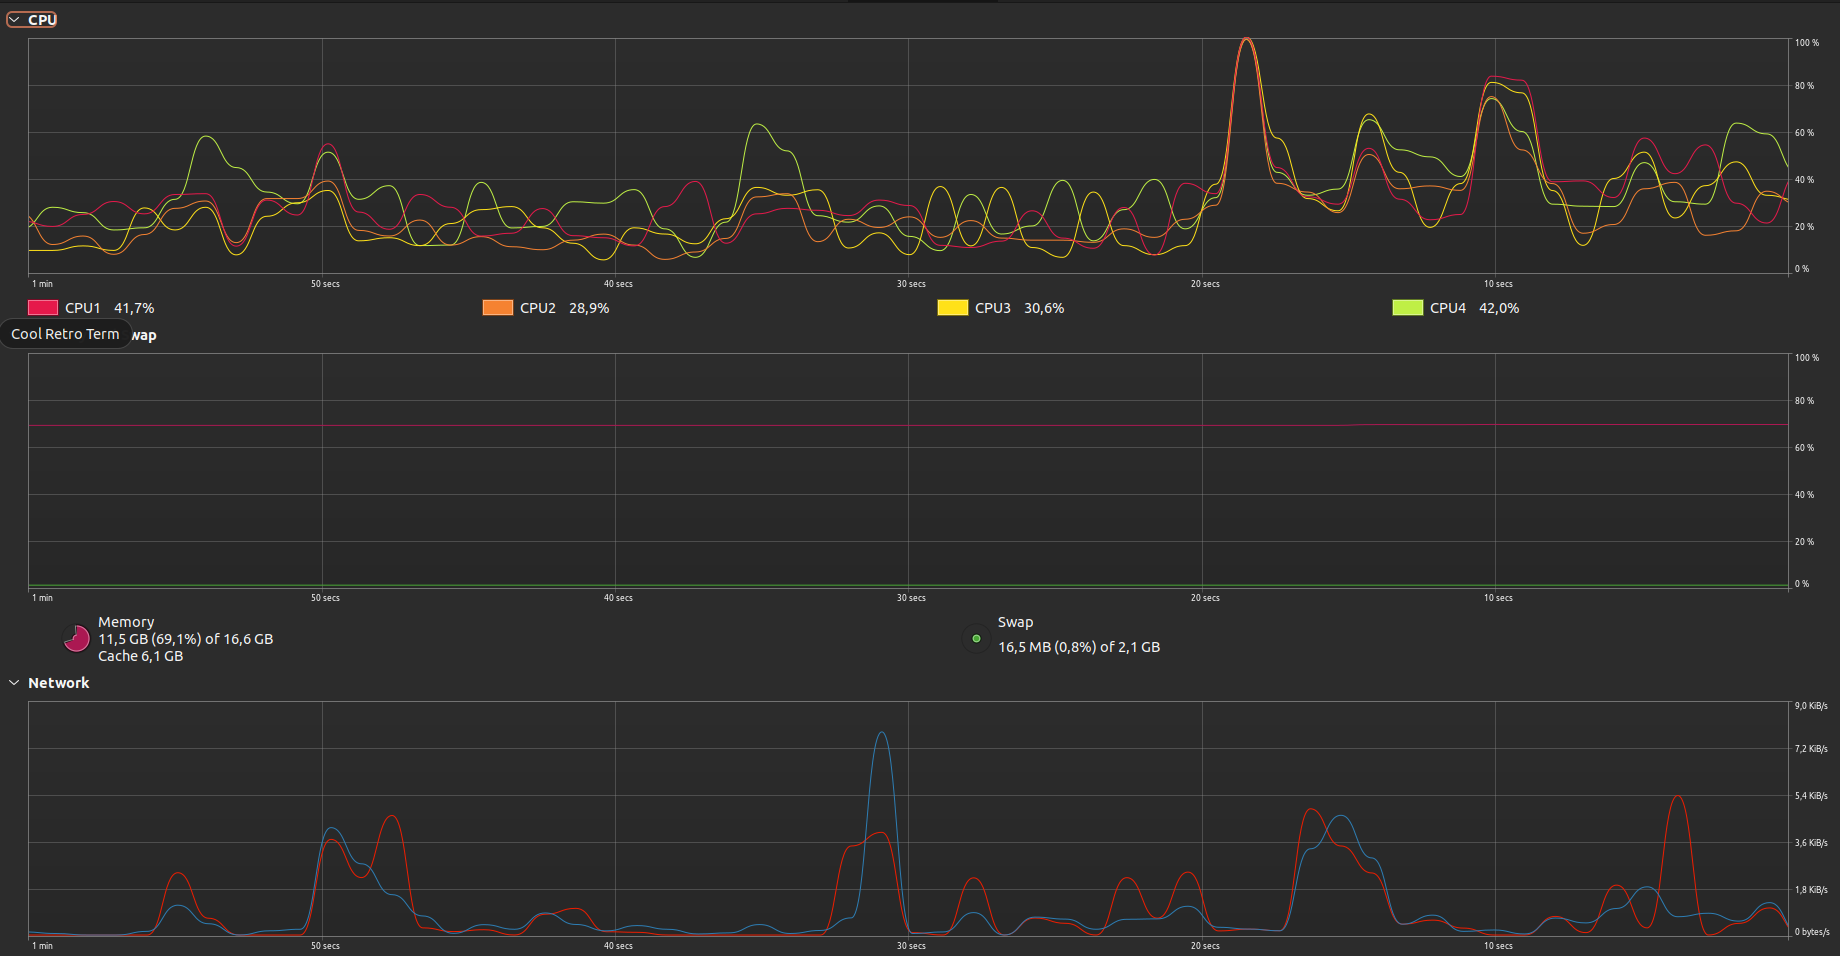 CPU
100 %
80 %
60 %
40 %
20 %
0 %
1 min 50 secs 40 secs 30 secs 20 secs 10 secs
CPU1 41,7% CPU2 28,9% CPU3 30,6% CPU4 42,0%
Cool Retro Term wap
100 %
80 %
60 %
40 %
20 %
0 %
1 min 50 secs 40 secs 30 secs 20 secs 10 secs
Memory
11,5 GB (69,1%) of 16,6 GB
Cache 6,1 GB
Swap
16,5 MB (0,8%) of 2,1 GB
Network
9,0 KiB/s
7,2 KiB/s
5,4 KiB/s
3,6 KiB/s
1,8 KiB/s
0 bytes/s
1 min 50 secs 40 secs 30 secs 20 secs 10 secs